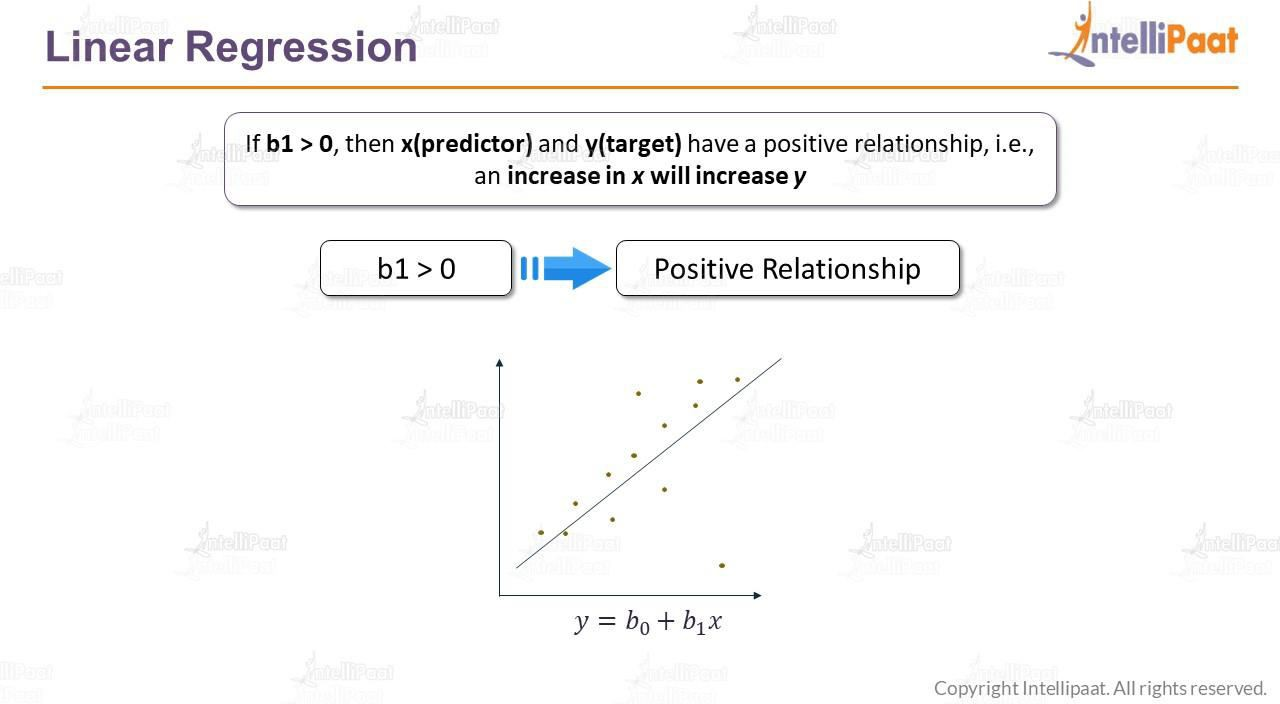 Linear Regression
IntelliPaat
If b1 > 0, then x(predictor) and y(target) have a positive relationship, i.e.,
an increase in x will increase y
b1 > 0
Positive Relationship
y = b₀ + b₁x
Copyright Intellipaat. All rights reserved.